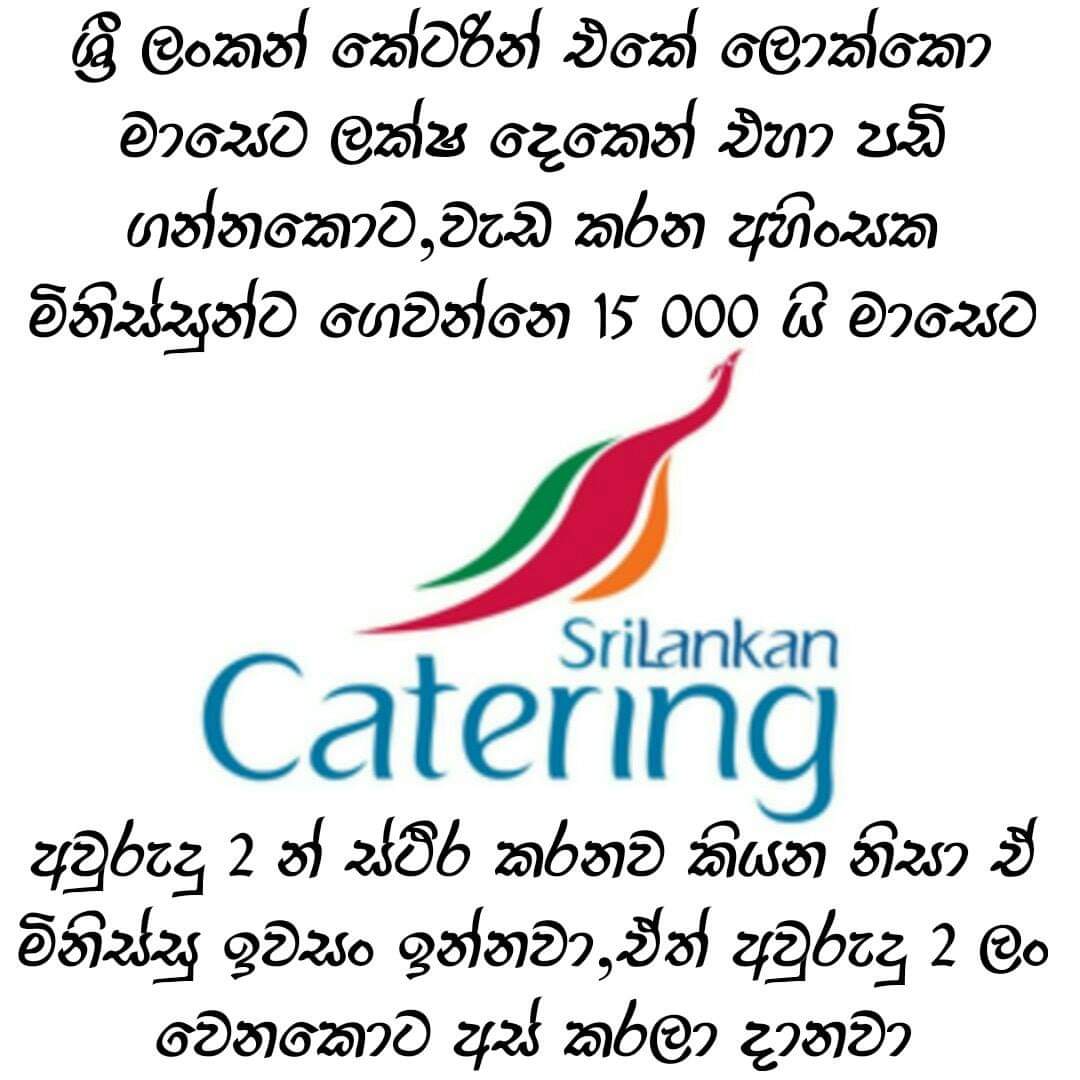 ශ්‍රී ලංකන් කේටරින් එකේ ලොක්කො
මාසෙට ලක්ෂ දෙකෙන් එහා පඩි
ගන්නකොට,වැඩ කරන අහිංසක
මිනිස්සුන්ට ගෙවන්නෙ 15 000 යි මාසෙට
SriLankan
Catering
අවුරුදු 2 න් ස්ථිර කරනව කියන නිසා ඒ
මිනිස්සු ඉවසං ඉන්නවා,ඒත් අවුරුදු 2 ලං
වෙනකොට අස් කරලා දානවා